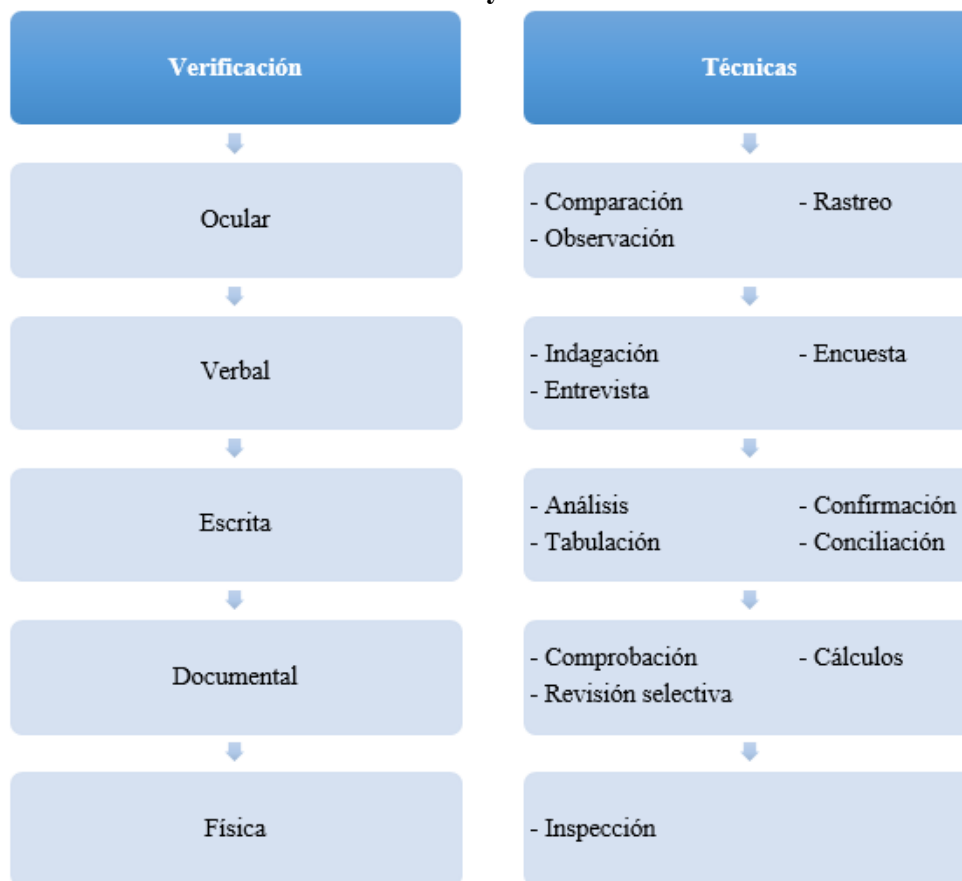 Verificación
Técnicas
Ocular
- Comparación - Rastreo
- Observación
Verbal
- Indagación - Encuesta
- Entrevista
Escrita
- Análisis - Confirmación
- Tabulación - Conciliación
Documental
- Comprobación - Cálculos
- Revisión selectiva
Física
- Inspección